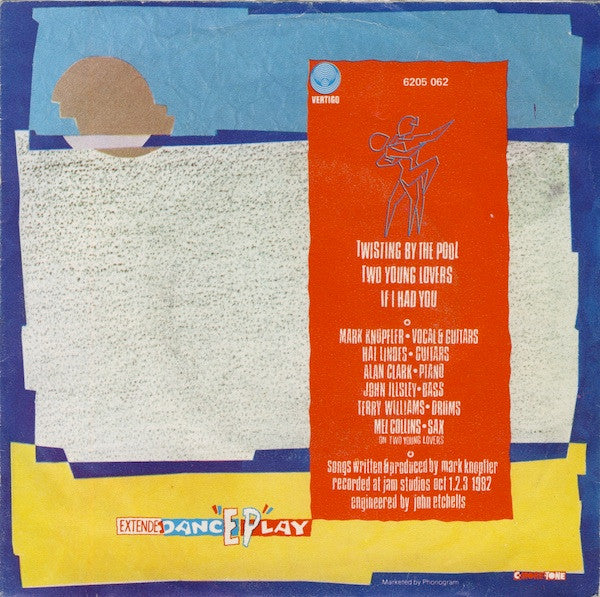 VERTIGO
6205 062
TWISTING BY THE POOL
TWO YOUNG LOVERS
IF I HAD YOU
MARK KNOPFLER • VOCAL & GUITARS
HAL LINDES • GUITARS
ALAN CLARK • PIANO
JOHN ILLSLEY • BASS
TERRY WILLIAMS • DRUMS
MEL COLLINS • SAX
ON TWO YOUNG LOVERS
songs written & produced by mark knopfler
recorded at jam studios oct 1.2.3 1982
engineered by john etchells
EXTENDEDANCEPLAY
Marketed by Phonogram
TONE